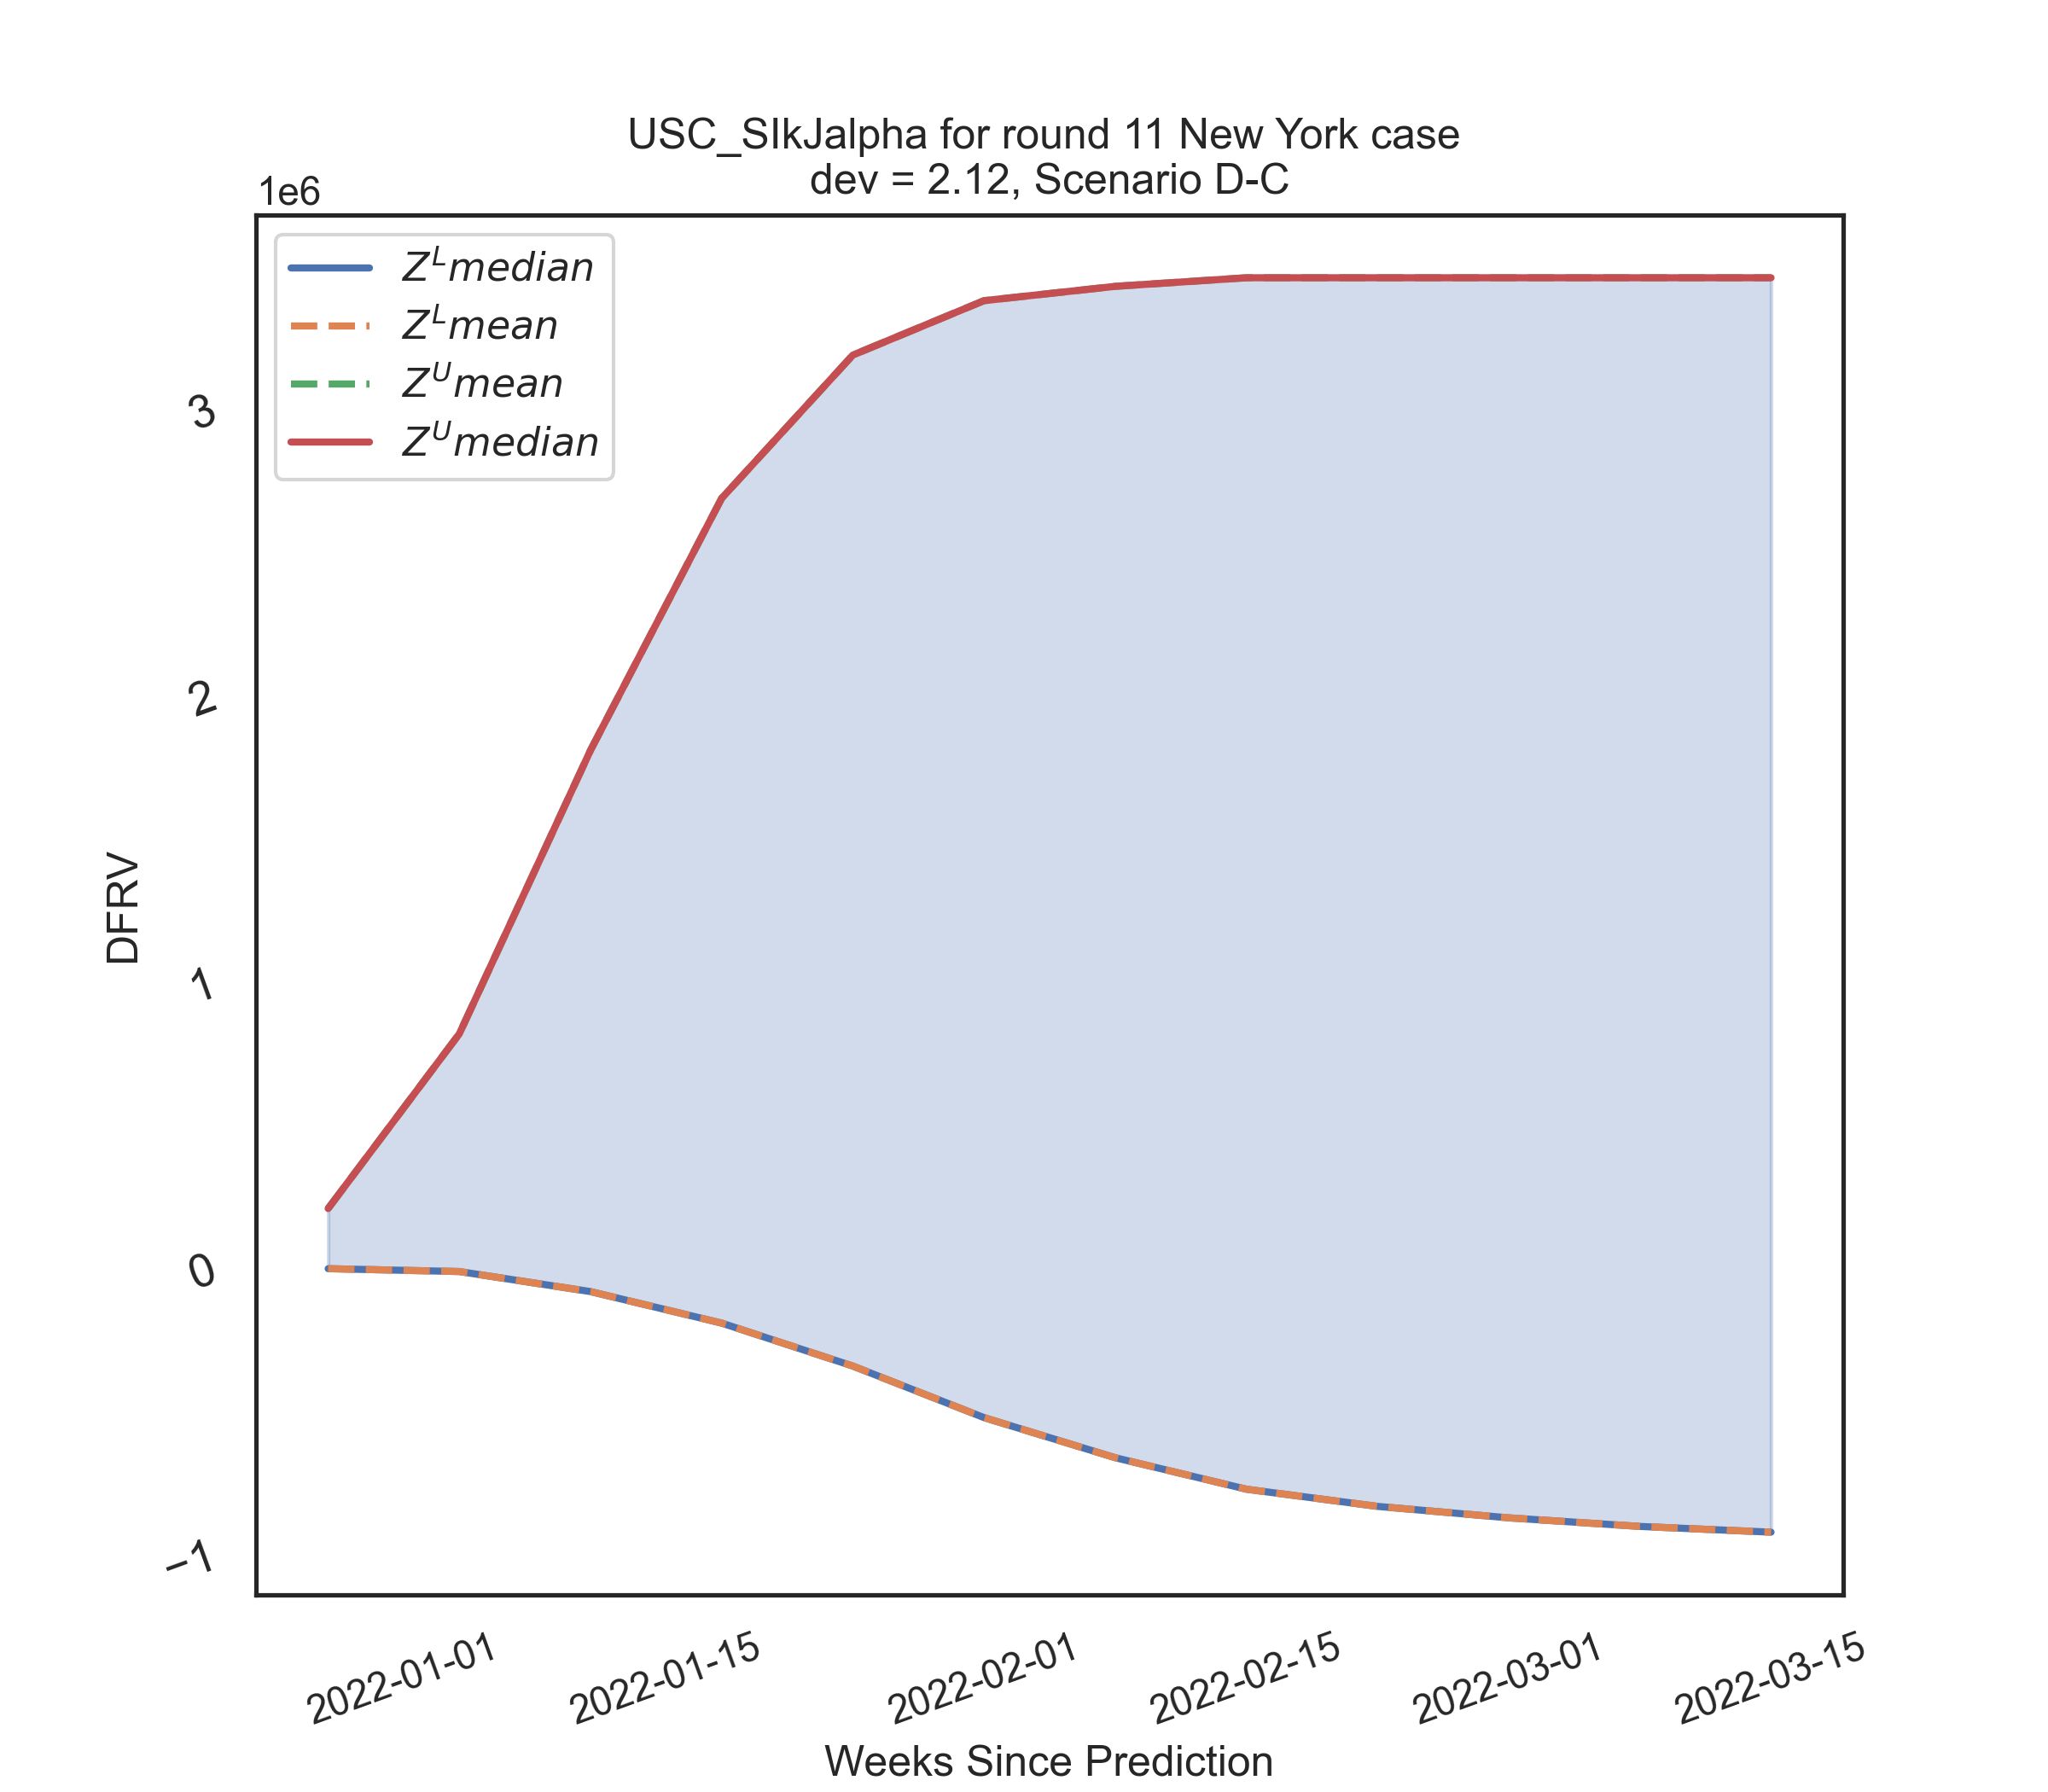 USC_SIkJalpha for round 11 New York case
dev = 2.12, Scenario D-C
1e6
Z^L median
Z^L mean
Z^U mean
Z^U median
3
2
1
0
−1
DFRV
2022-01-01
2022-01-15
2022-02-01
2022-02-15
2022-03-01
2022-03-15
Weeks Since Prediction